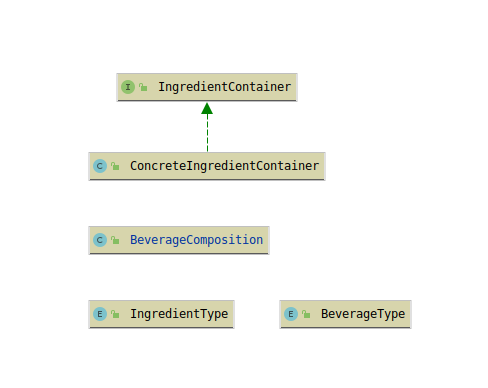 I IngredientContainer
C ConcreteIngredientContainer
C BeverageComposition
E IngredientType
E BeverageType